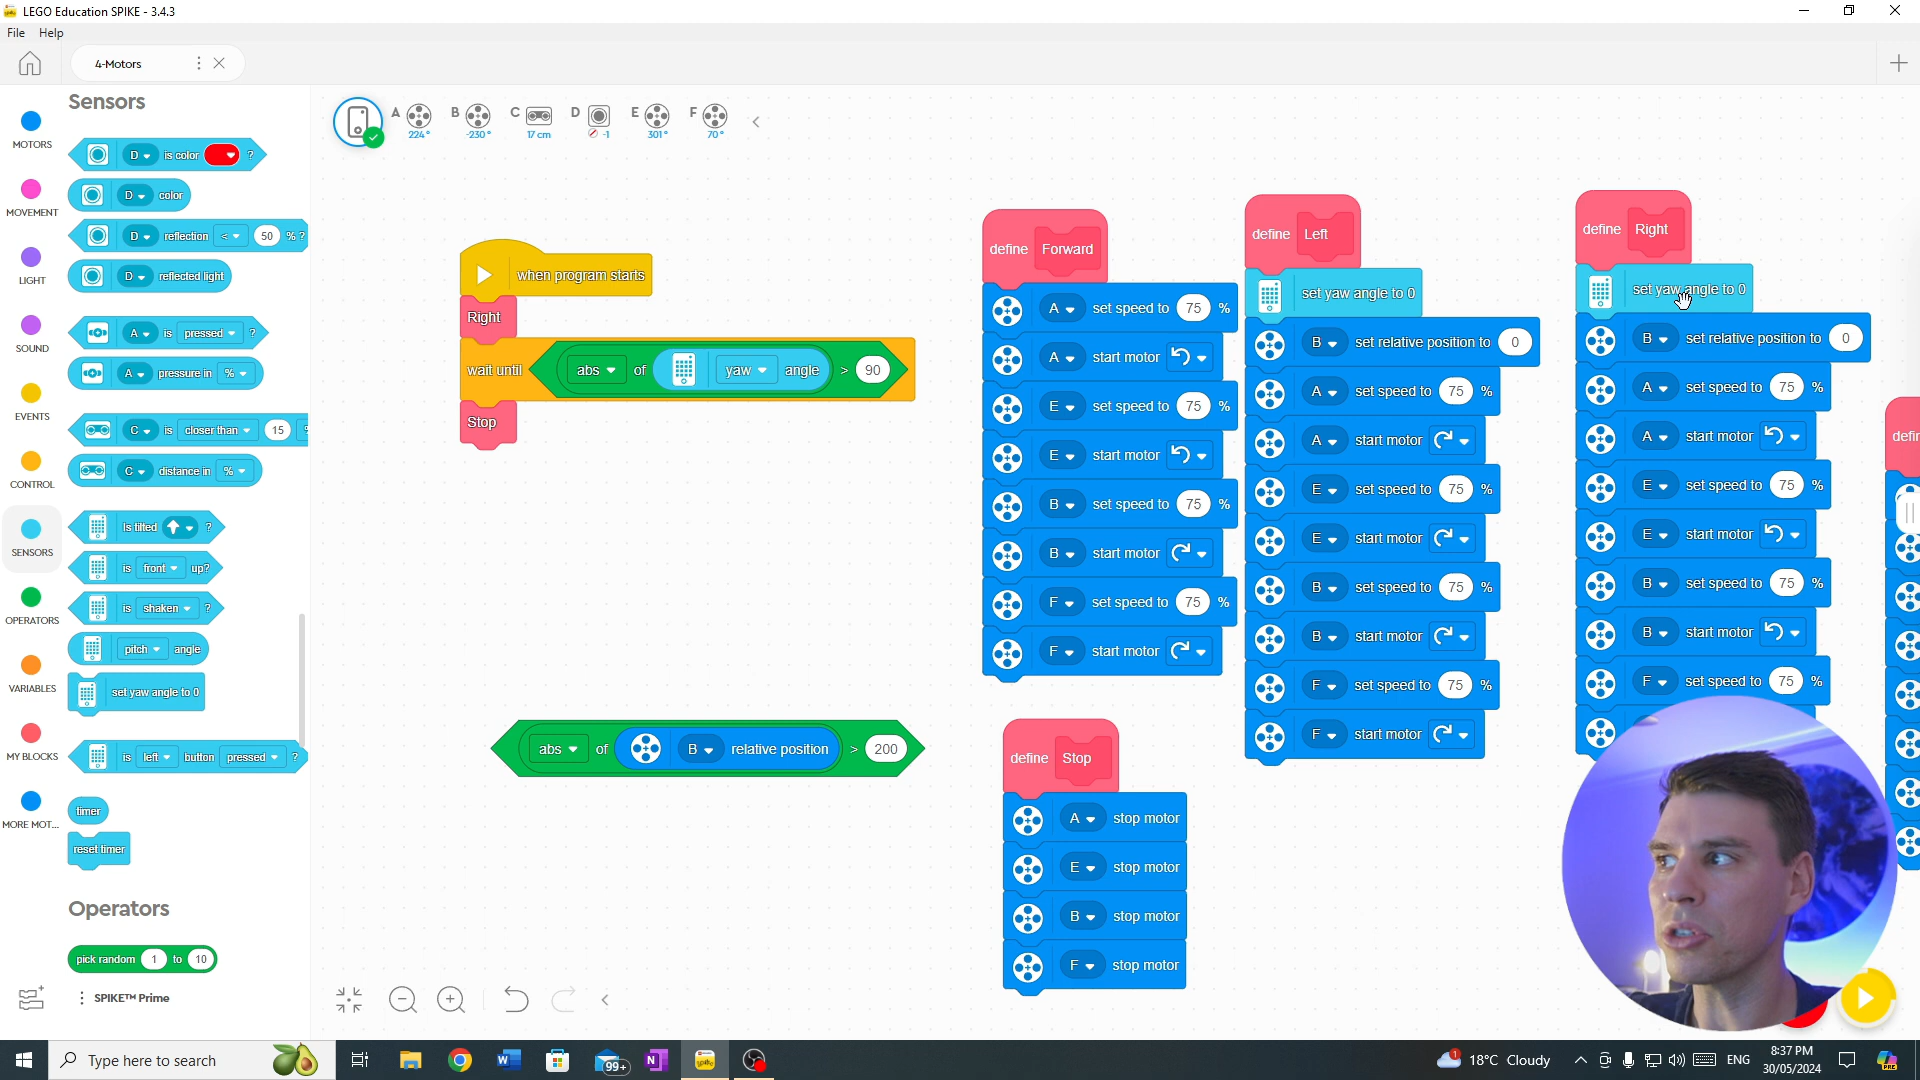 LEGO Education SPIKE - 3.4.3
File Help
4-Motors
MOTORS
MOVEMENT
LIGHT
SOUND
EVENTS
CONTROL
SENSORS
OPERATORS
VARIABLES
MY BLOCKS
MORE MOT...
Sensors
D is color ?
D color
D reflection < 50 % ?
D reflected light
A is pressed ?
A pressure in %
C is closer than 15
C distance in %
is tilted ?
is front up?
is shaken ?
pitch angle
set yaw angle to 0
is left button pressed ?
timer
reset timer
Operators
pick random 1 to 10
SPIKE™ Prime
A 224°
B -230°
C 17 cm
D -1
E 301°
F 70°
when program starts
Right
wait until abs of yaw angle > 90
Stop
abs of B relative position > 200
define Forward
A set speed to 75 %
A start motor
E set speed to 75 %
E start motor
B set speed to 75 %
B start motor
F set speed to 75 %
F start motor
define Stop
A stop motor
E stop motor
B stop motor
F stop motor
define Left
set yaw angle to 0
B set relative position to 0
A set speed to 75 %
A start motor
E set speed to 75 %
E start motor
B set speed to 75 %
B start motor
F set speed to 75 %
F start motor
define Right
set yaw angle to 0
B set relative position to 0
A set speed to 75 %
A start motor
E set speed to 75 %
E start motor
B set speed to 75 %
B start motor
F set speed to 75 %
Type here to search
99+
1
18°C Cloudy
ENG
8:37 PM
30/05/2024